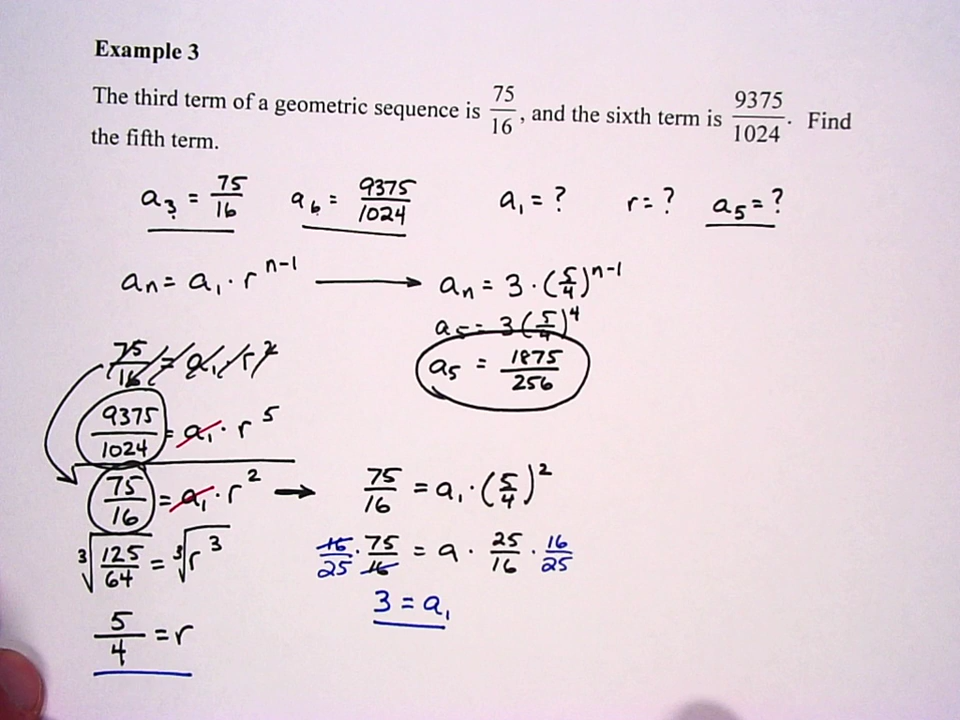 Example 3
The third term of a geometric sequence is 75/16, and the sixth term is 9375/1024. Find
the fifth term.
a₃ = 75/16   a₆ = 9375/1024   a₁ = ?   r = ?   a₅ = ?
aₙ = a₁ · r^(n-1) → aₙ = 3 · (5/4)^(n-1)
a₅ = 3(5/4)^4
75/16 = a₁ · r^2
a₅ = 1875/256
9375/1024 = a₁ · r^5
75/16 = a₁ · r^2 → 75/16 = a₁ · (5/4)^2
∛(125/64) = ∛(r^3)
16/25 · 75/16 = a · 25/16 · 16/25
3 = a₁
5/4 = r